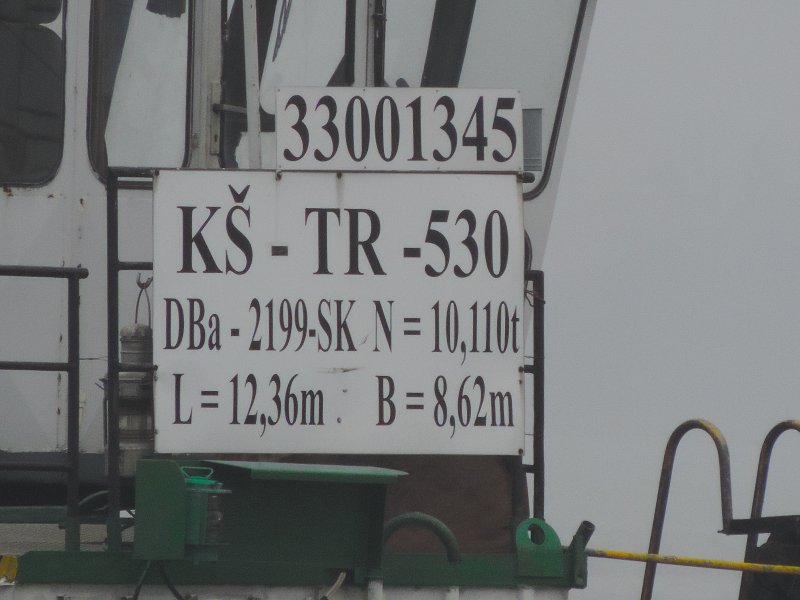 33001345
KŠ - TR -530
DBa - 2199-SK N = 10,110t
L = 12,36m B = 8,62m